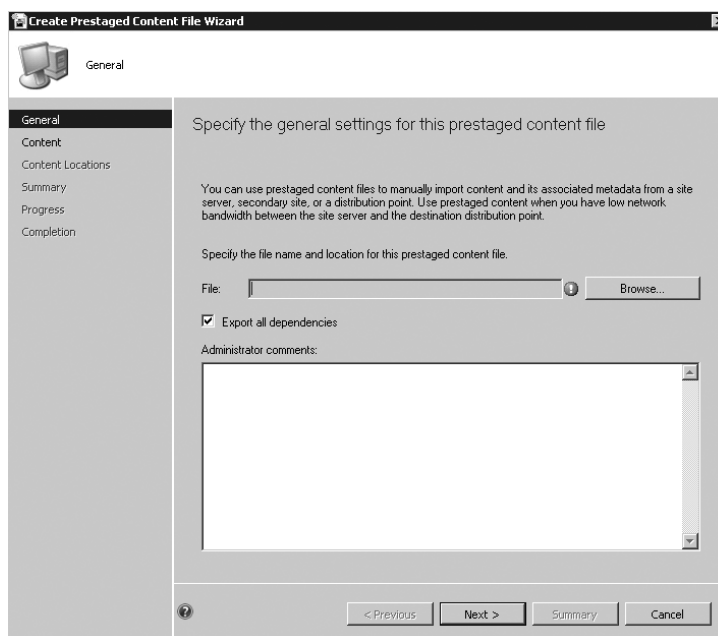 Create Prestaged Content File Wizard
General
General
Content
Content Locations
Summary
Progress
Completion
Specify the general settings for this prestaged content file
You can use prestaged content files to manually import content and its associated metadata from a site
server, secondary site, or a distribution point. Use prestaged content when you have low network
bandwidth between the site server and the destination distribution point.
Specify the file name and location for this prestaged content file.
File:
Browse...
Export all dependencies
Administrator comments:
< Previous
Next >
Summary
Cancel